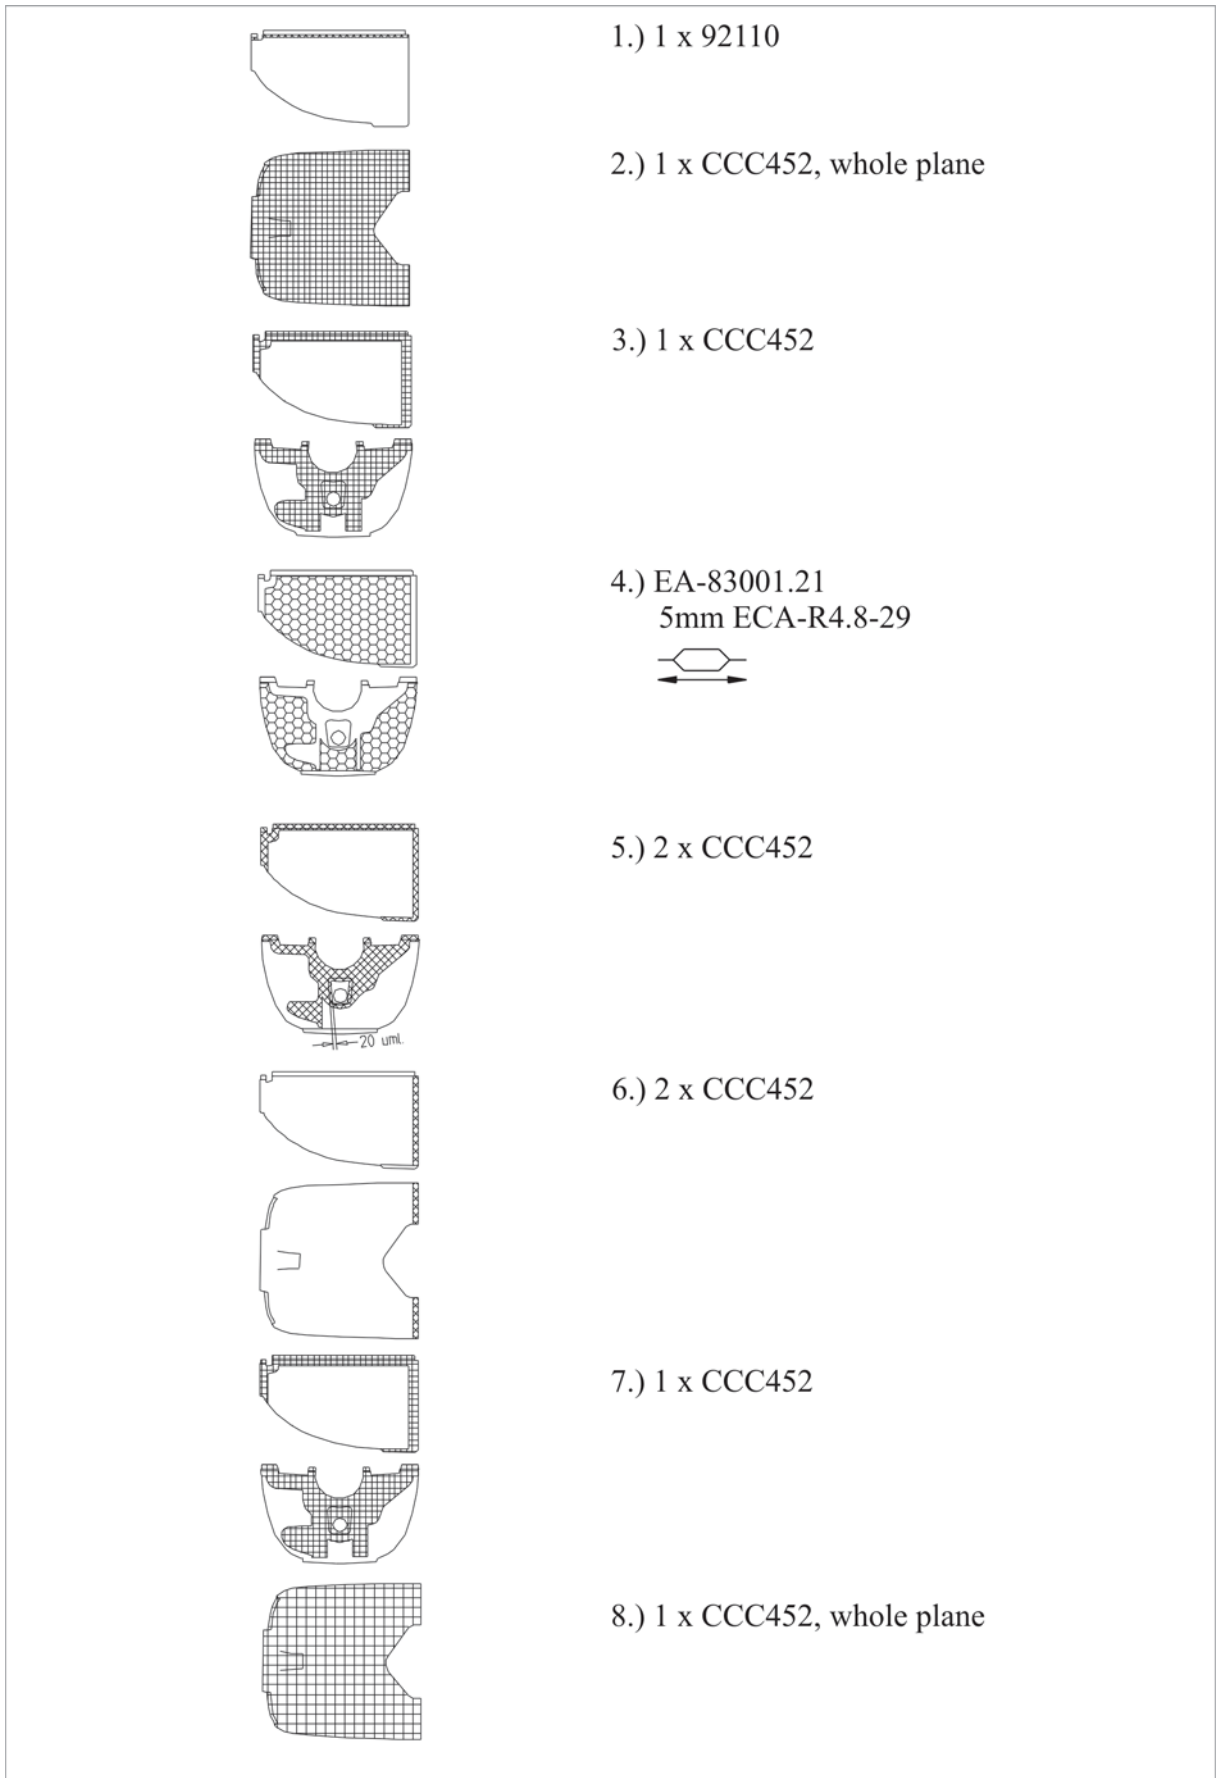 1.) 1 x 92110
2.) 1 x CCC452, whole plane
3.) 1 x CCC452
4.) EA-83001.21
5mm ECA-R4.8-29
5.) 2 x CCC452
20 uml.
6.) 2 x CCC452
7.) 1 x CCC452
8.) 1 x CCC452, whole plane